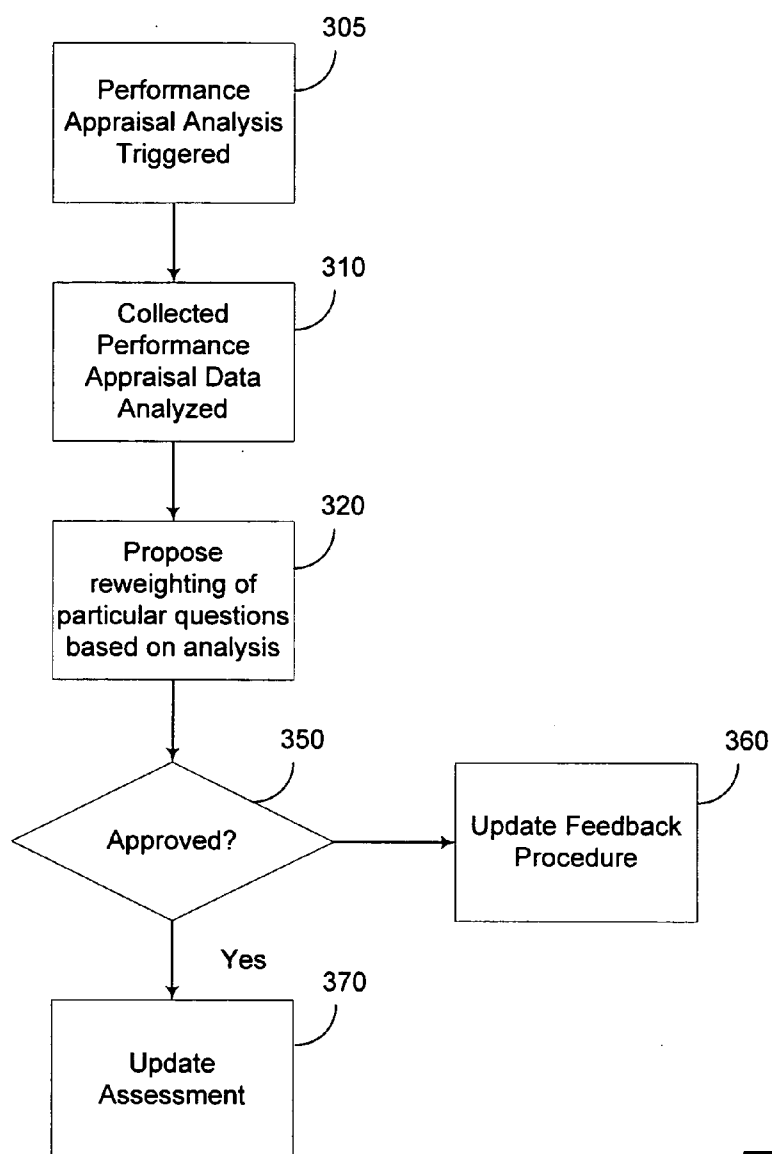 305
Performance
Appraisal Analysis
Triggered
310
Collected
Performance
Appraisal Data
Analyzed
320
Propose
reweighting of
particular questions
based on analysis
350
Approved?
360
Update Feedback
Procedure
Yes
370
Update
Assessment